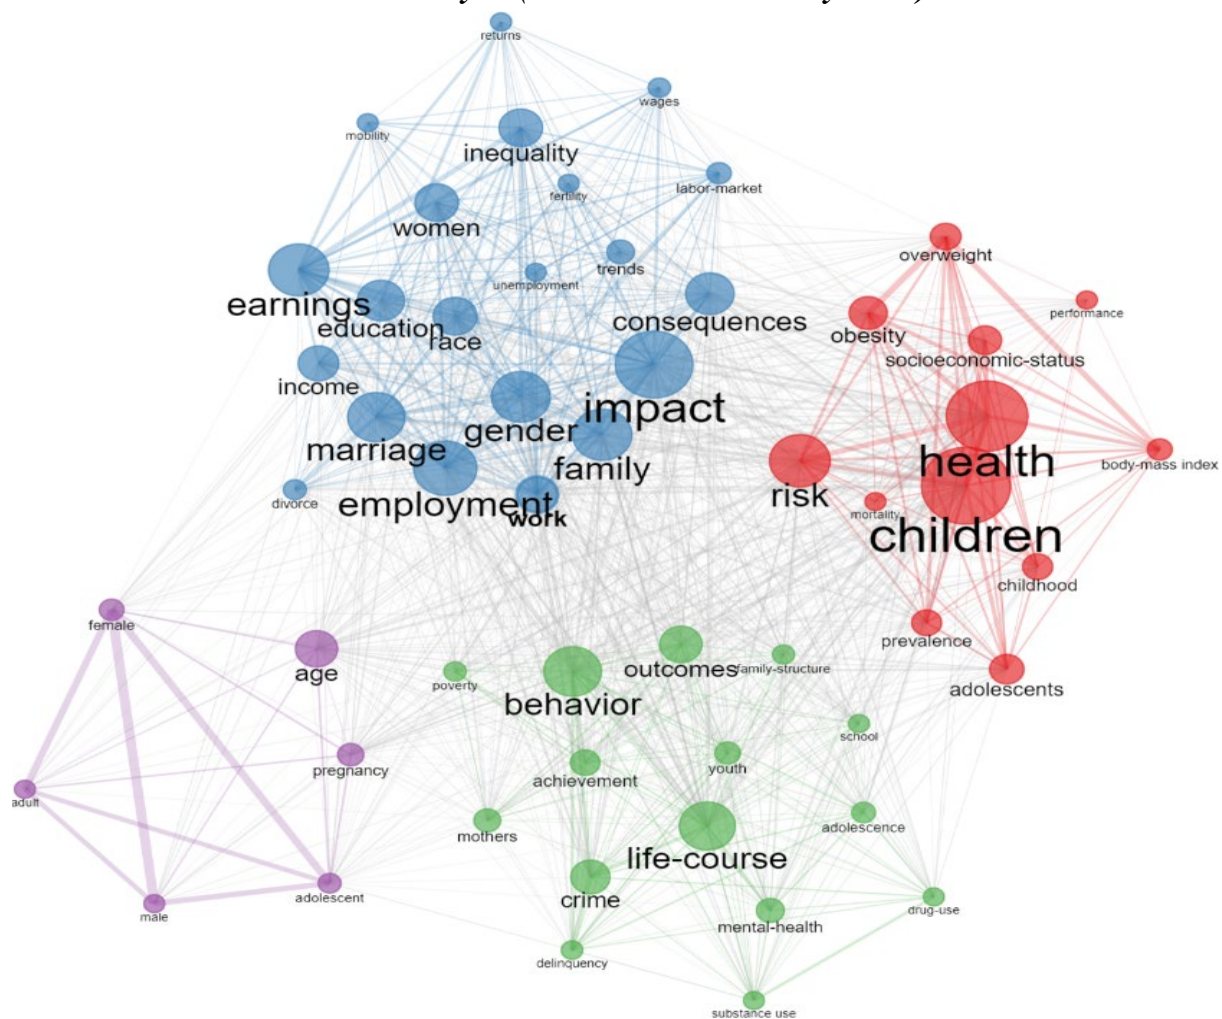 returns
wages
mobility
inequality
labor-market
fertility
women
overweight
trends
unemployment
earnings
performance
consequences
education
race
obesity
socioeconomic-status
income
impact
gender
marriage
health
body-mass index
family
risk
divorce
employment
work
mortality
children
childhood
female
prevalence
age
outcomes
family-structure
poverty
adolescents
behavior
school
pregnancy
youth
achievement
adult
adolescence
mothers
life-course
adolescent
crime
drug-use
male
mental-health
delinquency
substance use